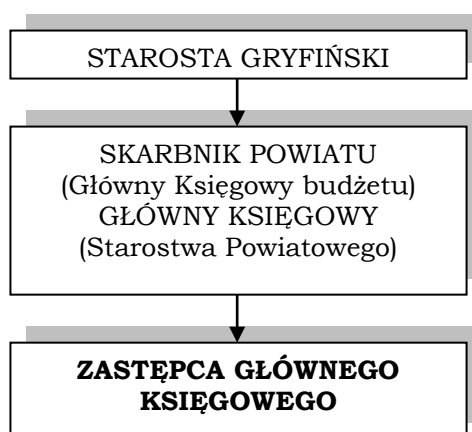 STAROSTA GRYFIŃSKI
SKARBNIK POWIATU
(Główny Księgowy budżetu)
GŁÓWNY KSIĘGOWY
(Starostwa Powiatowego)
ZASTĘPCA GŁÓWNEGO
KSIĘGOWEGO